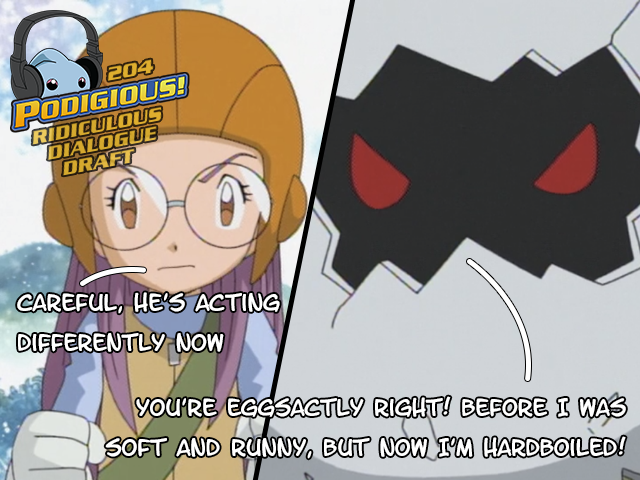 204
PODIGIOUS!
RIDICULOUS
DIALOGUE
DRAFT
CAREFUL, HE'S ACTING
DIFFERENTLY NOW
YOU'RE EGGSACTLY RIGHT! BEFORE I WAS
SOFT AND RUNNY, BUT NOW I'M HARDBOILED!